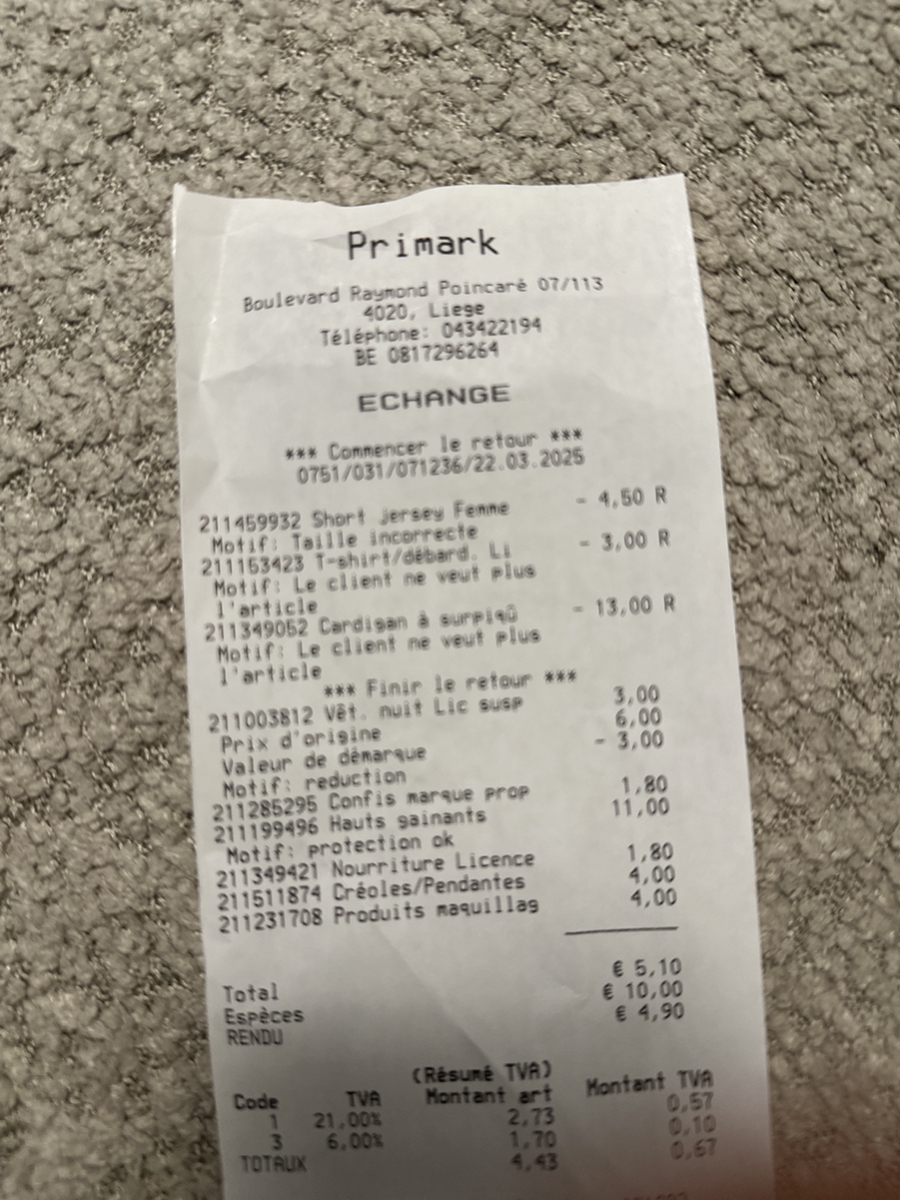 Primark
Boulevard Raymond Poincaré 07/113
4020, Liege
Téléphone: 043422194
BE 0817296264
ECHANGE
*** Commencer le retour ***
0751/031/071236/22.03.2025
211459932 Short jersey Femme - 4,50 R
Motif: Taille incorrecte
211153423 T-shirt/débard. Li - 3,00 R
Motif: Le client ne veut plus
l'article
211349052 Cardigan à surpiqû - 13,00 R
Motif: Le client ne veut plus
l'article
*** Finir le retour ***
211003812 Vêt. nuit Lic susp 3,00
Prix d'origine 6,00
Valeur de démarque - 3,00
Motif: reduction
211285295 Confis marque prop 1,80
211199496 Hauts gainants 11,00
Motif: protection ok
211349421 Nourriture Licence 1,80
211511874 Créoles/Pendantes 4,00
211231708 Produits maquillag 4,00
Total € 5,10
Espèces € 10,00
RENDU € 4,90
(Résumé TVA)
Code TVA Montant art Montant TVA
1 21,00% 2,73 0,57
3 6,00% 1,70 0,10
TOTAUX 4,43 0,67